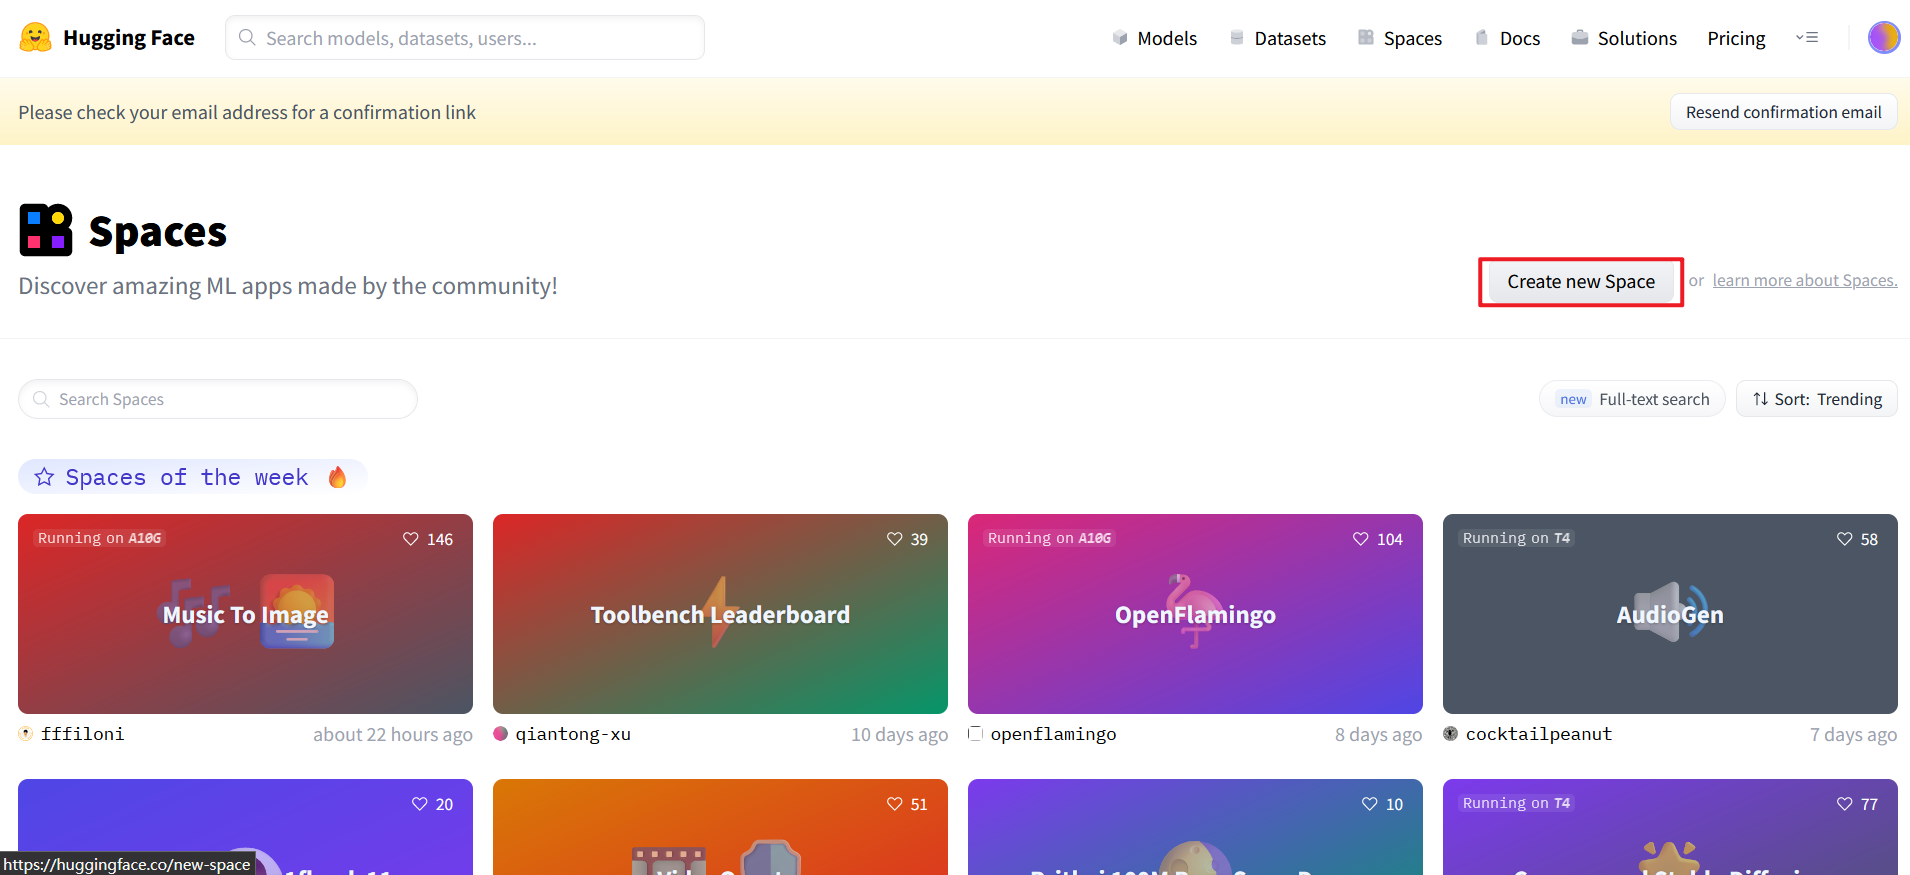 Hugging Face
Search models, datasets, users...
Models
Datasets
Spaces
Docs
Solutions
Pricing
Please check your email address for a confirmation link
Resend confirmation email
Spaces
Discover amazing ML apps made by the community!
Create new Space
or learn more about Spaces.
Search Spaces
new Full-text search
Sort: Trending
Spaces of the week
Running on A10G
146
Music To Image
fffiloni
about 22 hours ago
39
Toolbench Leaderboard
qiantong-xu
10 days ago
Running on A10G
104
OpenFlamingo
openflamingo
8 days ago
Running on T4
58
AudioGen
cocktailpeanut
7 days ago
20
51
10
Running on T4
77
https://huggingface.co/new-space